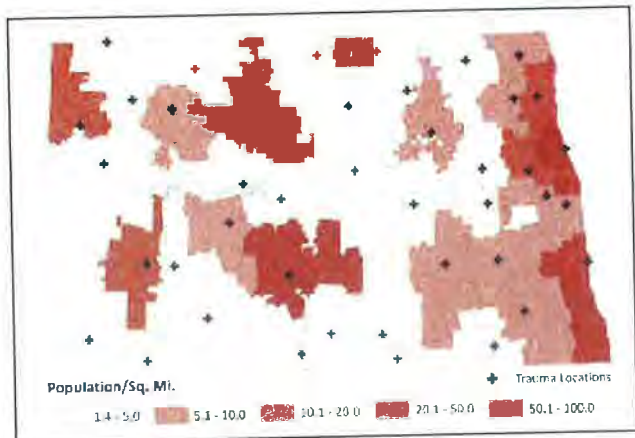 Population/Sq. Mi.
Trauma Locations
1.4 - 5.0 5.1 - 10.0 10.1 - 20.0 20.1 - 50.0 50.1 - 100.0